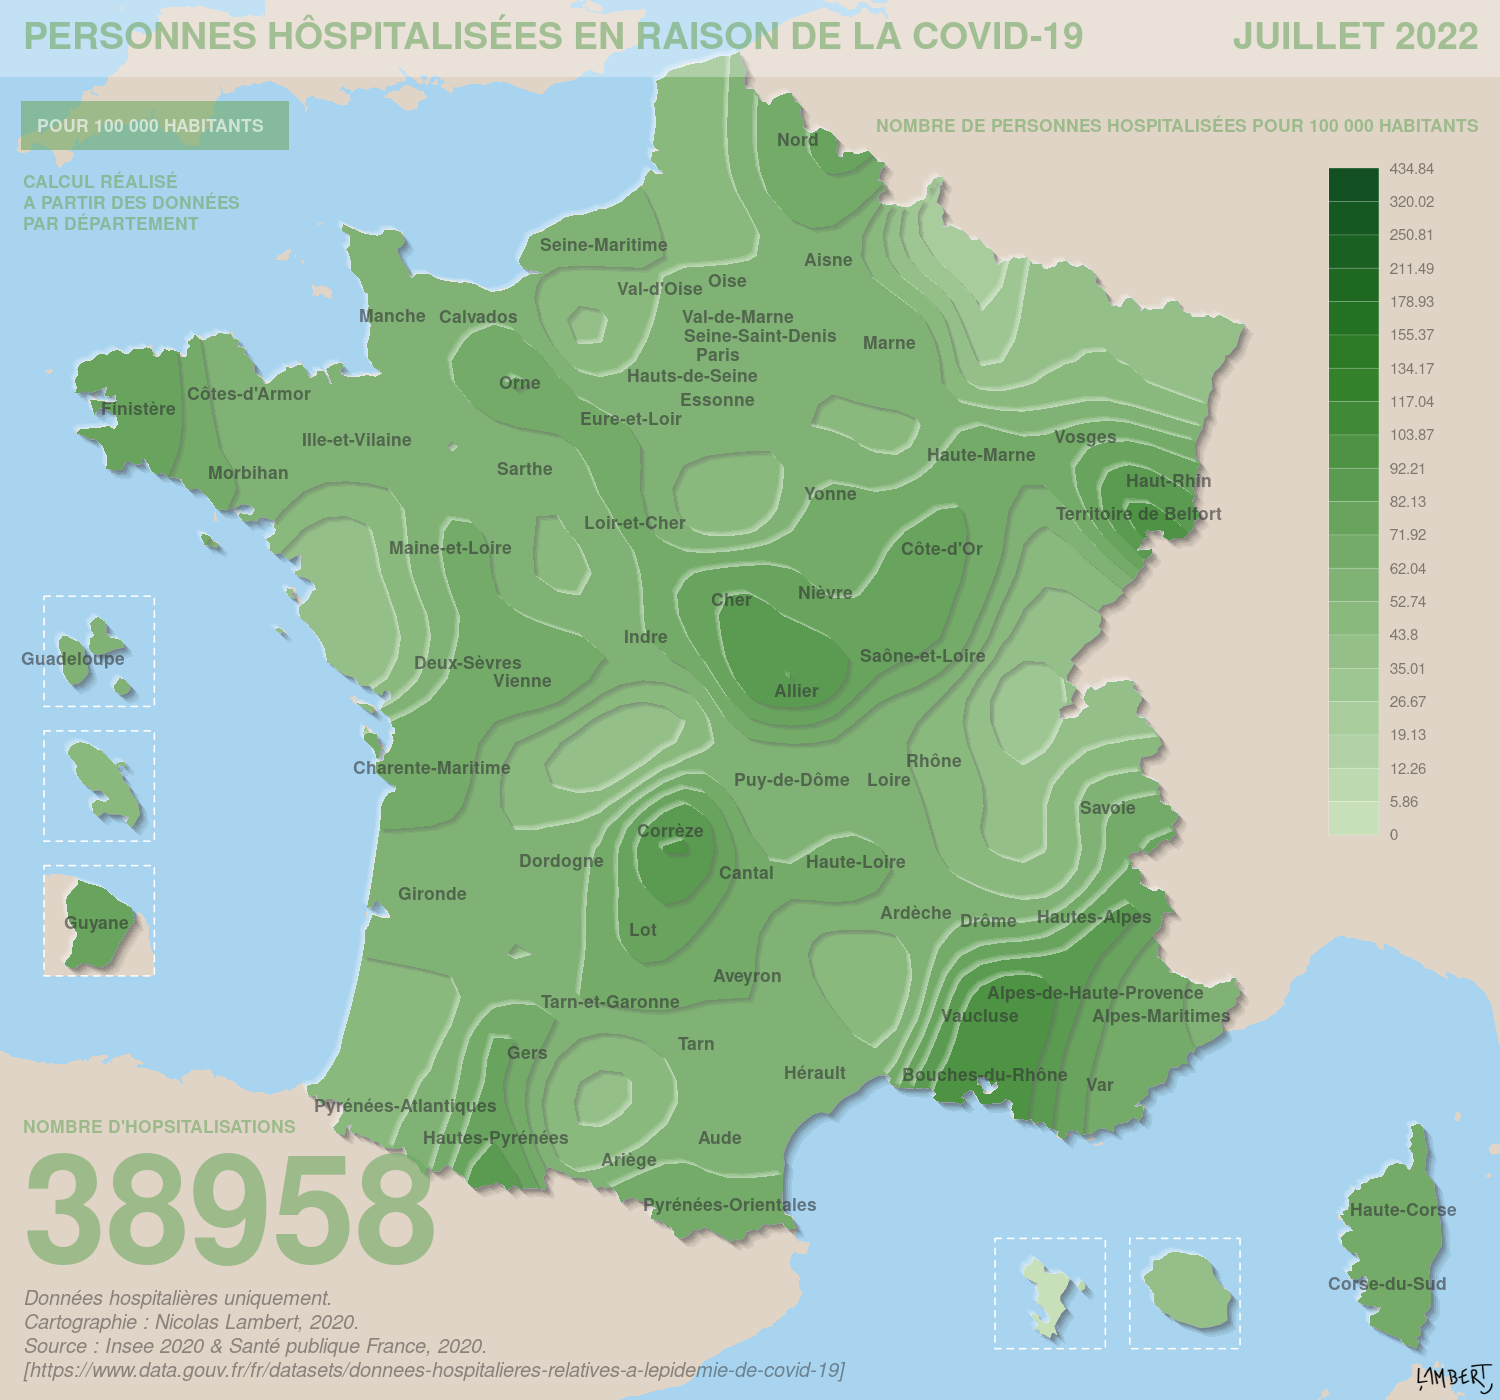 PERSONNES HÔSPITALISÉES EN RAISON DE LA COVID-19
JUILLET 2022
POUR 100 000 HABITANTS
NOMBRE DE PERSONNES HOSPITALISÉES POUR 100 000 HABITANTS
CALCUL RÉALISÉ
A PARTIR DES DONNÉES
PAR DÉPARTEMENT
434.84
320.02
250.81
211.49
178.93
155.37
134.17
117.04
103.87
92.21
82.13
71.92
62.04
52.74
43.8
35.01
26.67
19.13
12.26
5.86
0
Nord
Seine-Maritime
Aisne
Oise
Val-d'Oise
Manche
Calvados
Val-de-Marne
Seine-Saint-Denis
Marne
Paris
Hauts-de-Seine
Orne
Côtes-d'Armor
Essonne
Finistère
Eure-et-Loir
Ille-et-Vilaine
Vosges
Haute-Marne
Sarthe
Morbihan
Haut-Rhin
Yonne
Territoire de Belfort
Loir-et-Cher
Maine-et-Loire
Côte-d'Or
Nièvre
Cher
Indre
Saône-et-Loire
Guadeloupe
Deux-Sèvres
Vienne
Allier
Rhône
Charente-Maritime
Puy-de-Dôme
Loire
Savoie
Corrèze
Dordogne
Haute-Loire
Cantal
Gironde
Ardèche
Drôme
Hautes-Alpes
Guyane
Lot
Aveyron
Alpes-de-Haute-Provence
Tarn-et-Garonne
Vaucluse
Alpes-Maritimes
Tarn
Gers
Hérault
Bouches-du-Rhône
Var
Pyrénées-Atlantiques
Hautes-Pyrénées
Aude
Ariège
Pyrénées-Orientales
Haute-Corse
Corse-du-Sud
NOMBRE D'HOPSITALISATIONS
38958
Données hospitalières uniquement.
Cartographie : Nicolas Lambert, 2020.
Source : Insee 2020 & Santé publique France, 2020.
[https://www.data.gouv.fr/fr/datasets/donnees-hospitalieres-relatives-a-lepidemie-de-covid-19]
LAMBERT